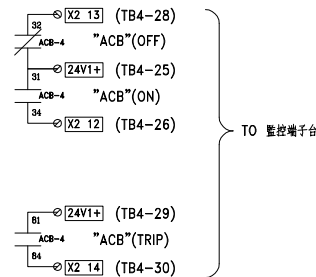 X2 13 (TB4-28)
32
ACB-4 "ACB"(OFF)
24V1+ (TB4-25)
31
ACB-4 "ACB"(ON)
34
X2 12 (TB4-26)
TO 監控端子台
24V1+ (TB4-29)
81
ACB-4 "ACB"(TRIP)
84
X2 14 (TB4-30)